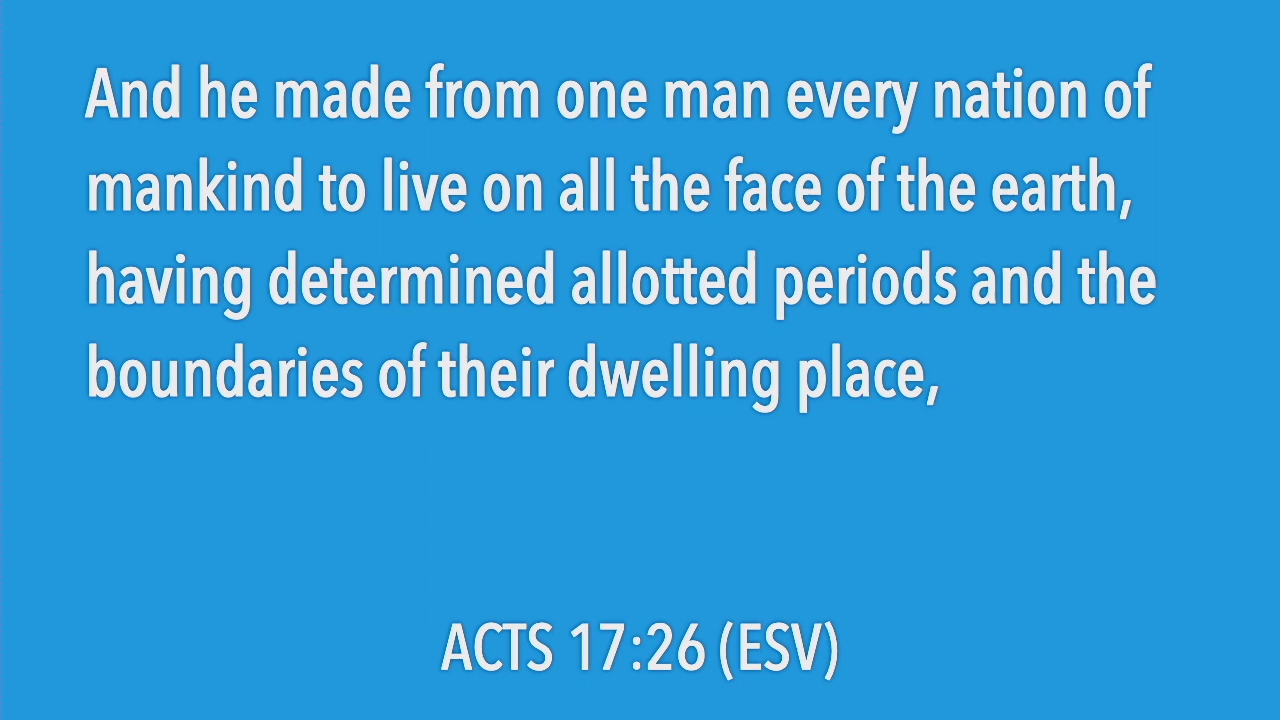 And he made from one man every nation of
mankind to live on all the face of the earth,
having determined allotted periods and the
boundaries of their dwelling place,
ACTS 17:26 (ESV)